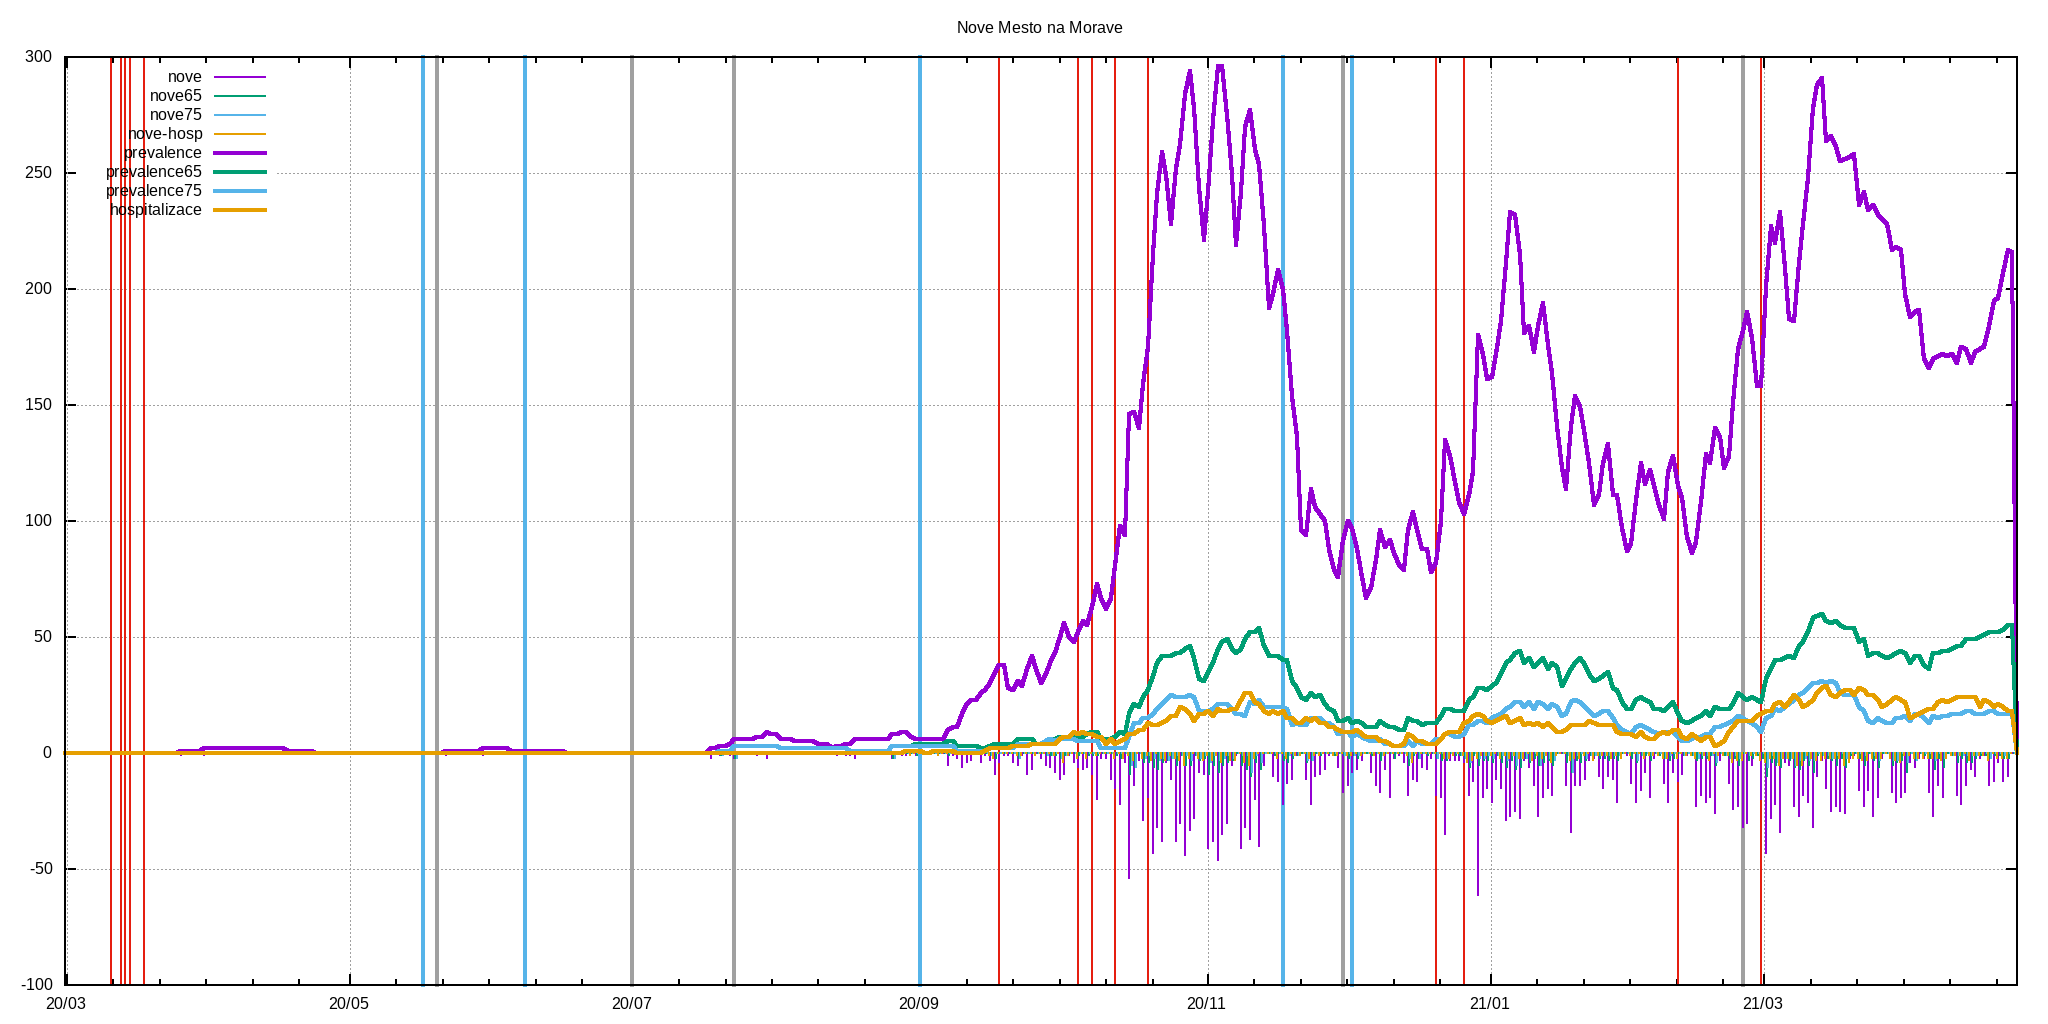 Nove Mesto na Morave
300
250
200
150
100
50
0
-50
-100
nove
nove65
nove75
nove-hosp
prevalence
prevalence65
prevalence75
hospitalizace
20/03 20/05 20/07 20/09 20/11 21/01 21/03